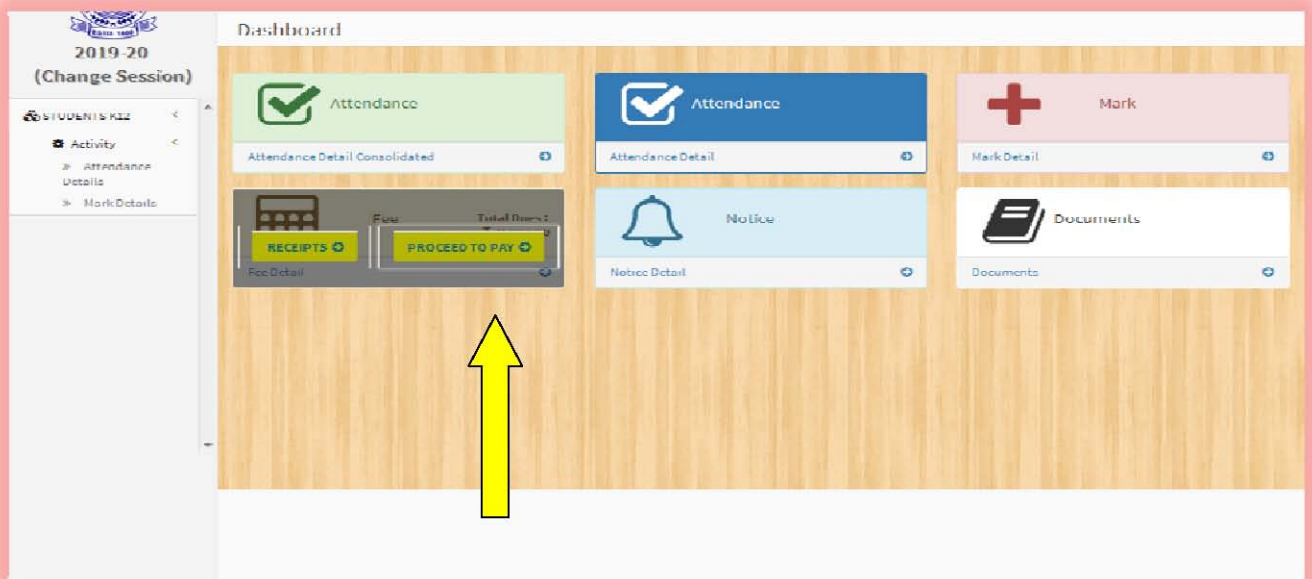 2019-20
(Change Session)
STUDENTS K12
Activity
Attendance
Details
Mark Details
Dashboard
Attendance
Attendance Detail Consolidated
Attendance
Attendance Detail
Mark
Mark Detail
Fee
Total Dues :
RECEIPTS
PROCEED TO PAY
Fee Detail
Notice
Notice Detail
Documents
Documents